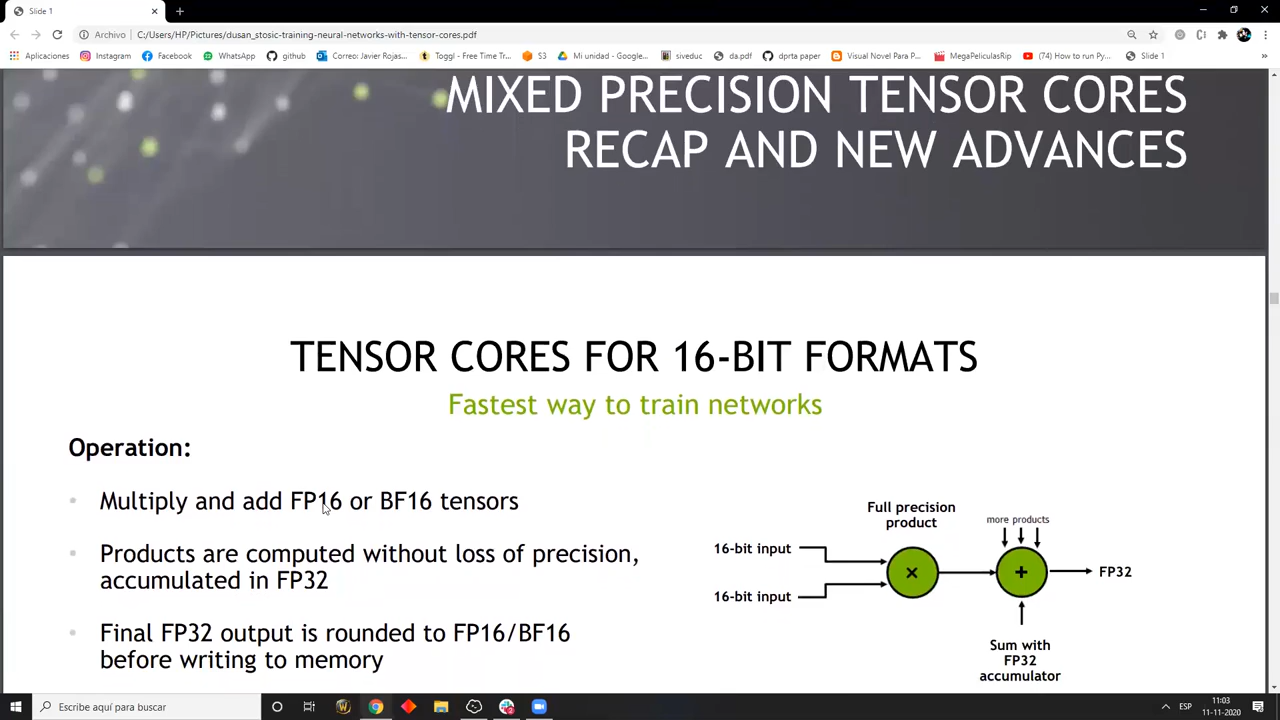 Slide 1
Archivo
C:/Users/HP/Pictures/dusan_stosic-training-neural-networks-with-tensor-cores.pdf
Aplicaciones
Instagram
Facebook
WhatsApp
github
Correo: Javier Rojas...
Toggl - Free Time Tr...
S3
Mi unidad - Google...
siveduc
da.pdf
dprta paper
Visual Novel Para P...
MegaPeliculasRip
(74) How to run Py...
Slide 1
MIXED PRECISION TENSOR CORES
RECAP AND NEW ADVANCES
TENSOR CORES FOR 16-BIT FORMATS
Fastest way to train networks
Operation:
• Multiply and add FP16 or BF16 tensors
• Products are computed without loss of precision,
accumulated in FP32
• Final FP32 output is rounded to FP16/BF16
before writing to memory
Full precision
product
more products
16-bit input
16-bit input
×
+
FP32
Sum with
FP32
accumulator
Escribe aquí para buscar
ESP
11:03
11-11-2020